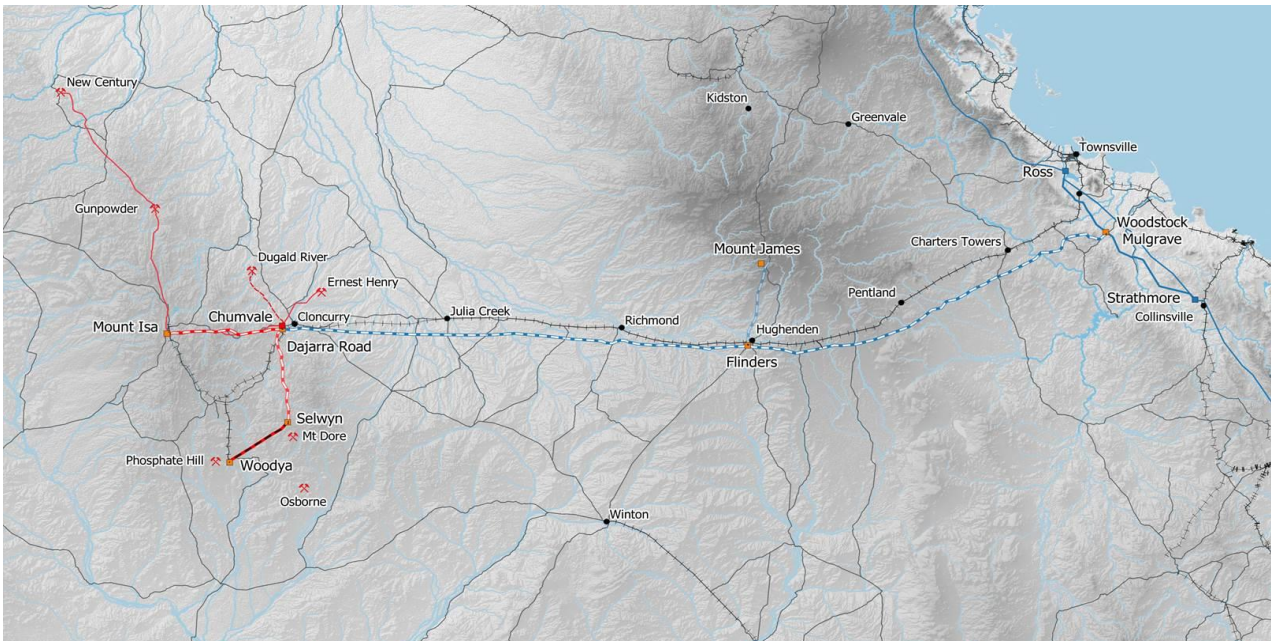 New Century
Kidston
Greenvale
Townsville
Ross
Gunpowder
Woodstock
Mulgrave
Charters Towers
Mount James
Dugald River
Ernest Henry
Pentland
Strathmore
Collinsville
Julia Creek
Chumvale
Cloncurry
Richmond
Mount Isa
Hughenden
Dajarra Road
Flinders
Selwyn
Mt Dore
Phosphate Hill
Woodya
Osborne
Winton